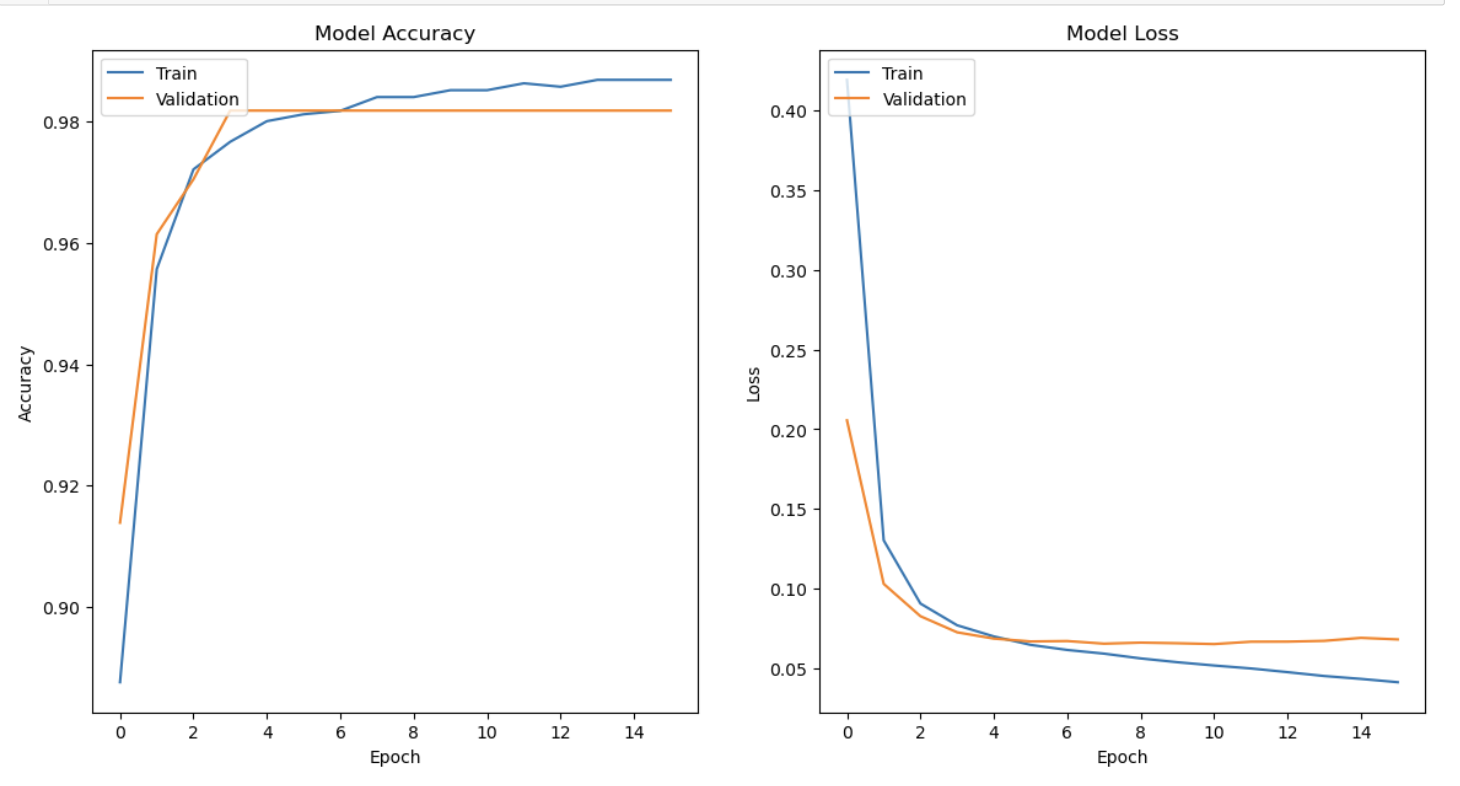 Model Accuracy
Train
Validation
0.98
0.96
0.94
0.92
0.90
Accuracy
0 2 4 6 8 10 12 14
Epoch
Model Loss
Train
Validation
0.40
0.35
0.30
0.25
0.20
0.15
0.10
0.05
Loss
0 2 4 6 8 10 12 14
Epoch